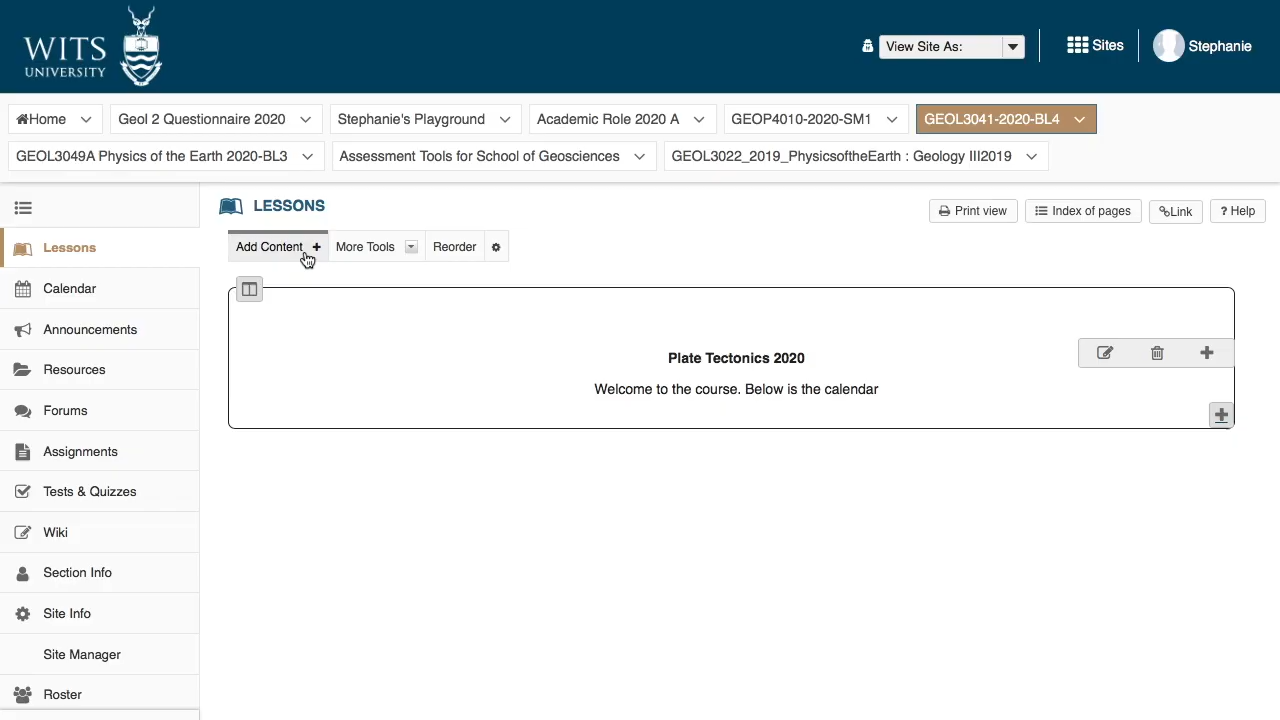 WITS
UNIVERSITY
View Site As:
Sites
Stephanie
Home
Geol 2 Questionnaire 2020
Stephanie's Playground
Academic Role 2020 A
GEOP4010-2020-SM1
GEOL3041-2020-BL4
GEOL3049A Physics of the Earth 2020-BL3
Assessment Tools for School of Geosciences
GEOL3022_2019_PhysicsoftheEarth : Geology III2019
LESSONS
Print view
Index of pages
Link
? Help
Add Content
More Tools
Reorder
Lessons
Calendar
Announcements
Resources
Forums
Assignments
Tests & Quizzes
Wiki
Section Info
Site Info
Site Manager
Roster
Plate Tectonics 2020
Welcome to the course. Below is the calendar